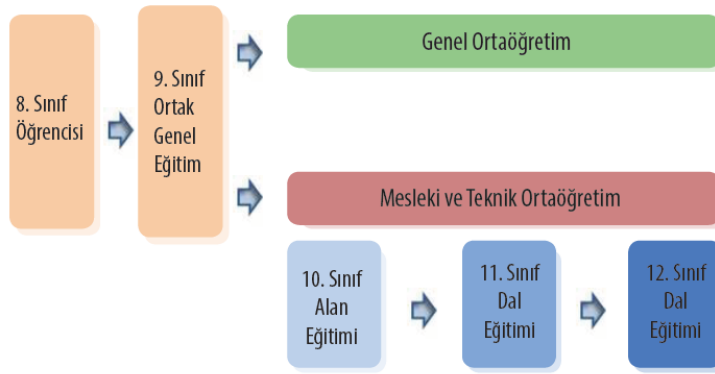 8. Sınıf
Öğrencisi
9. Sınıf
Ortak
Genel
Eğitim
Genel Ortaöğretim
Mesleki ve Teknik Ortaöğretim
10. Sınıf
Alan
Eğitimi
11. Sınıf
Dal
Eğitimi
12. Sınıf
Dal
Eğitimi